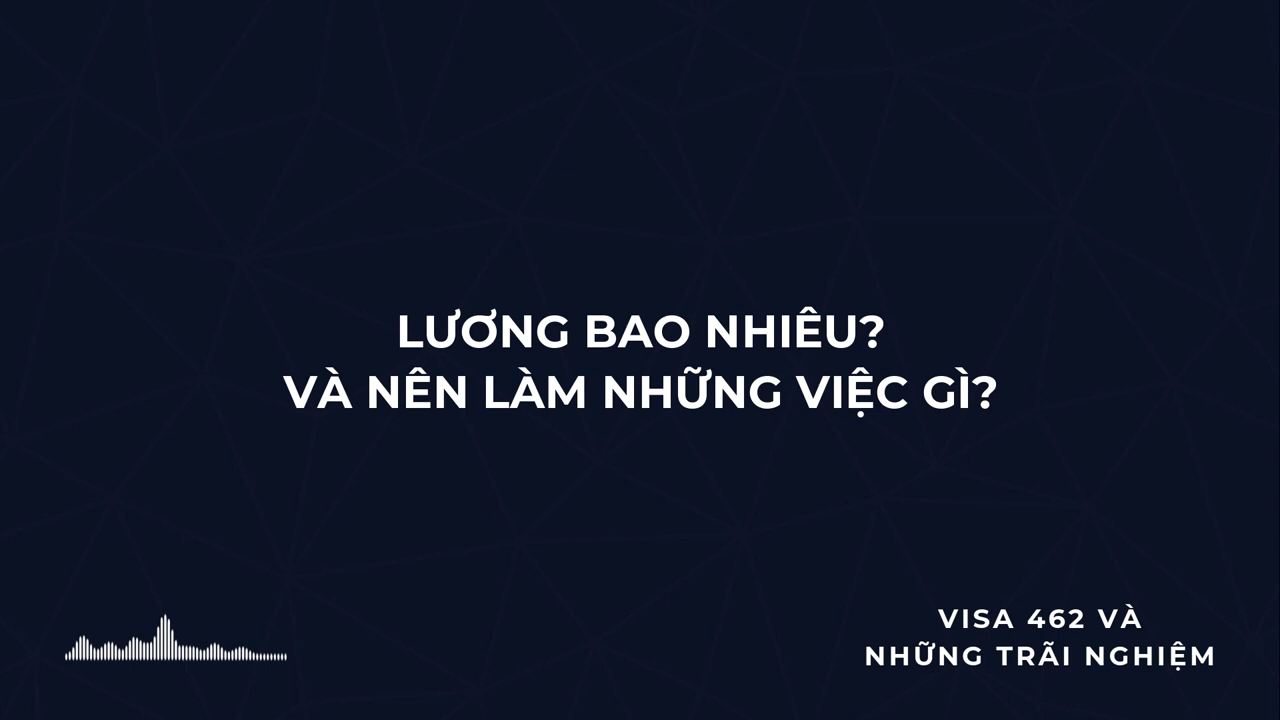 LƯƠNG BAO NHIÊU?
VÀ NÊN LÀM NHỮNG VIỆC GÌ?
VISA 462 VÀ
NHỮNG TRÃI NGHIỆM